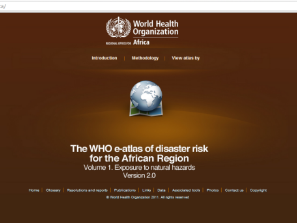 World Health
Organization
REGIONAL OFFICE FOR Africa
Introduction | Methodology | View atlas by
The WHO e-atlas of disaster risk
for the African Region
Volume 1. Exposure to natural hazards
Version 2.0
Home | Glossary | Resolutions and reports | Publications | Links | Data | Associated tools | Photos | Contact us | Copyright
© World Health Organization 2011. All rights reserved.